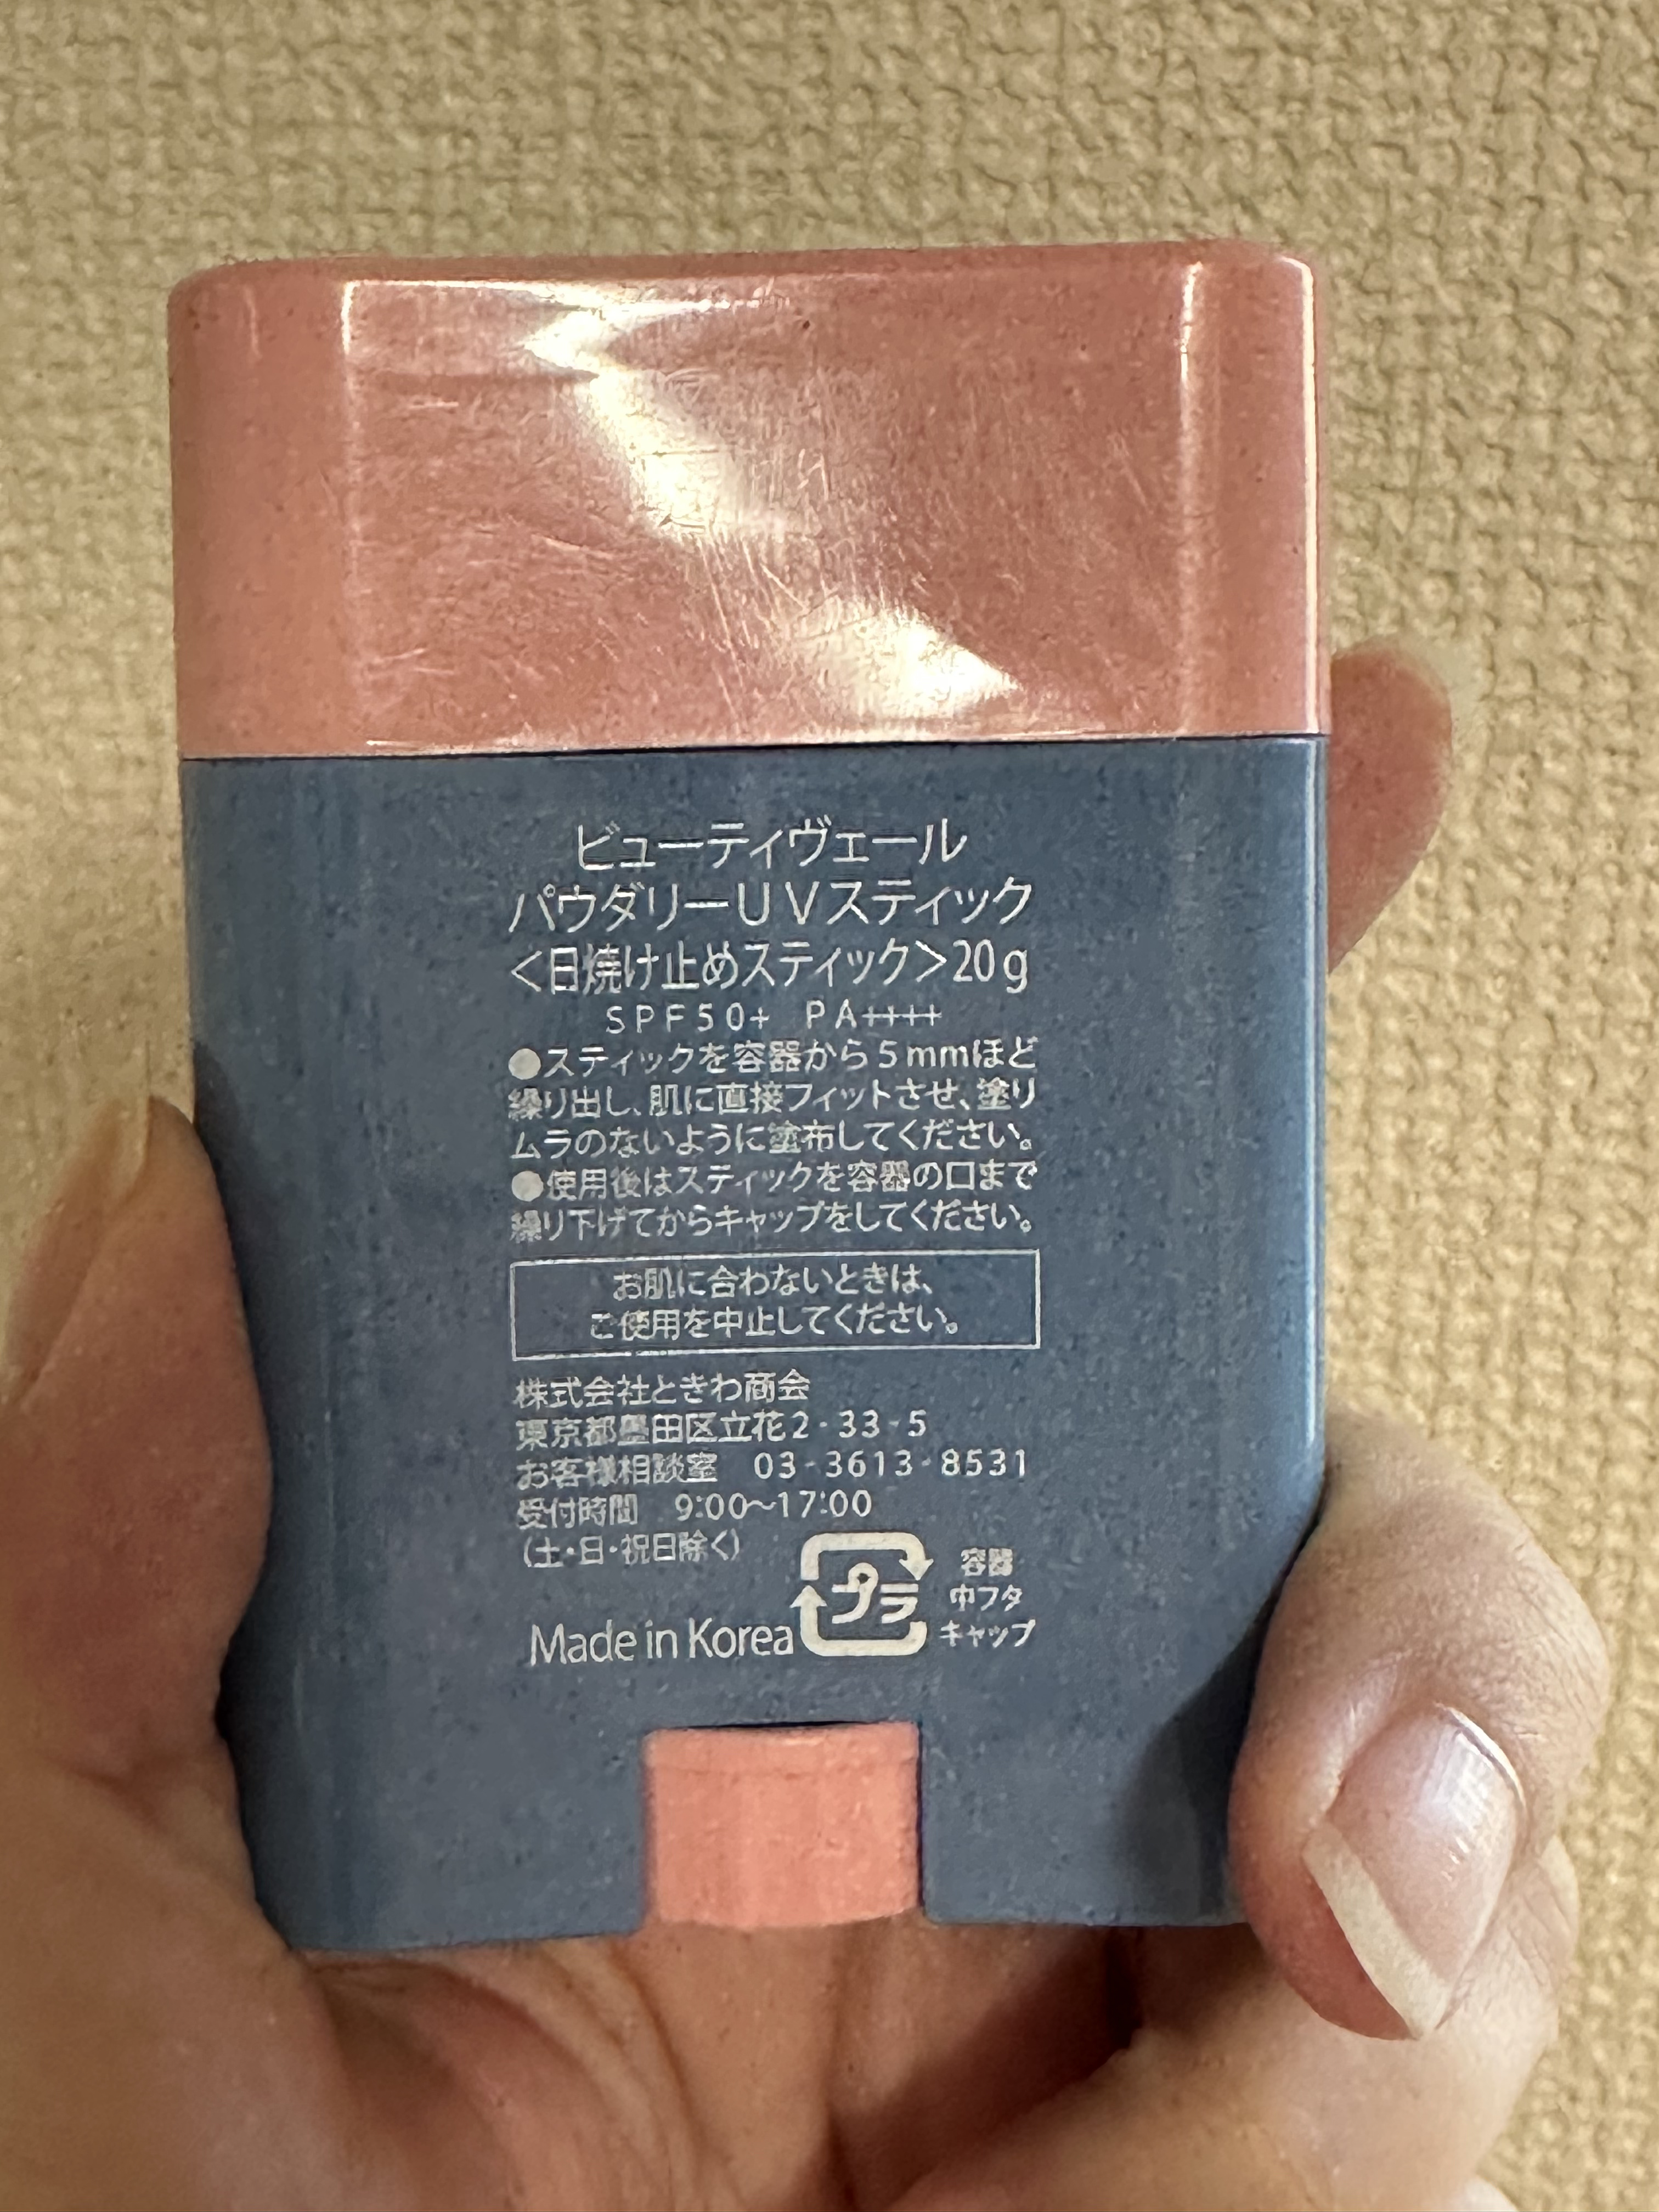 ビューティヴェール
パウダリーUVスティック
＜日焼け止めスティック＞20g
SPF50+ PA++++
●スティックを容器から5mmほど
繰り出し、肌に直接フィットさせ、塗り
ムラのないように塗布してください。
●使用後はスティックを容器の口まで
繰り下げてからキャップをしてください。
お肌に合わないときは、
ご使用を中止してください。
株式会社ときわ商会
東京都墨田区立花2-33-5
お客様相談室 03-3613-8531
受付時間 9:00～17:00
(土・日・祝日除く)
Made in Korea
プラ
容器
中フタ
キャップ